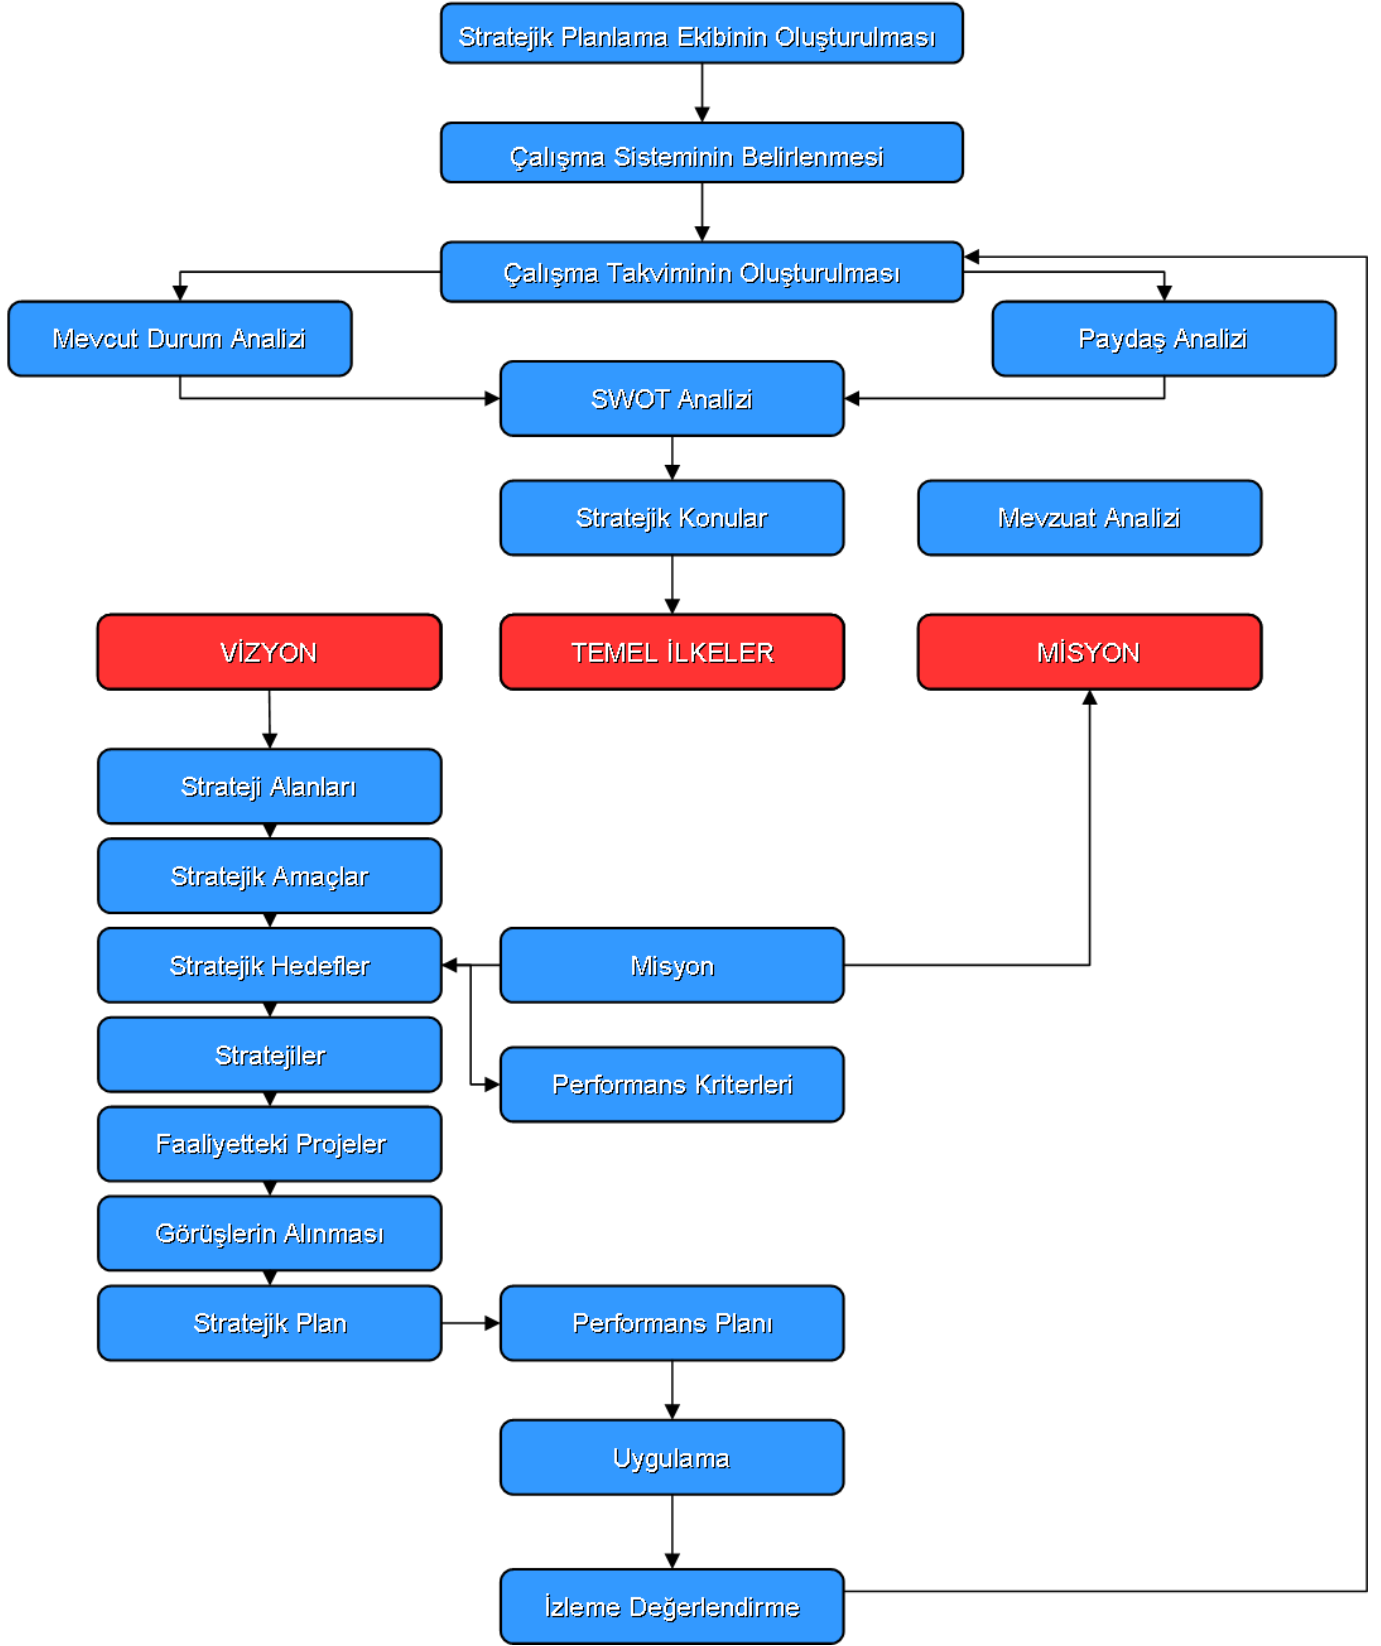 Stratejik Planlama Ekibinin Oluşturulması
Çalışma Sisteminin Belirlenmesi
Çalışma Takviminin Oluşturulması
Mevcut Durum Analizi
Paydaş Analizi
SWOT Analizi
Stratejik Konular
Mevzuat Analizi
VİZYON
TEMEL İLKELER
MİSYON
Strateji Alanları
Stratejik Amaçlar
Stratejik Hedefler
Misyon
Stratejiler
Performans Kriterleri
Faaliyetteki Projeler
Görüşlerin Alınması
Stratejik Plan
Performans Planı
Uygulama
İzleme Değerlendirme